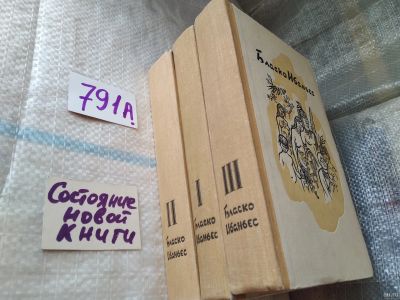 791А.
Состояние
новой
книги
II
Бласко
Ибаньес
I
Бласко
Ибаньес
III
Бласко
Ибаньес
Бласко Ибаньес